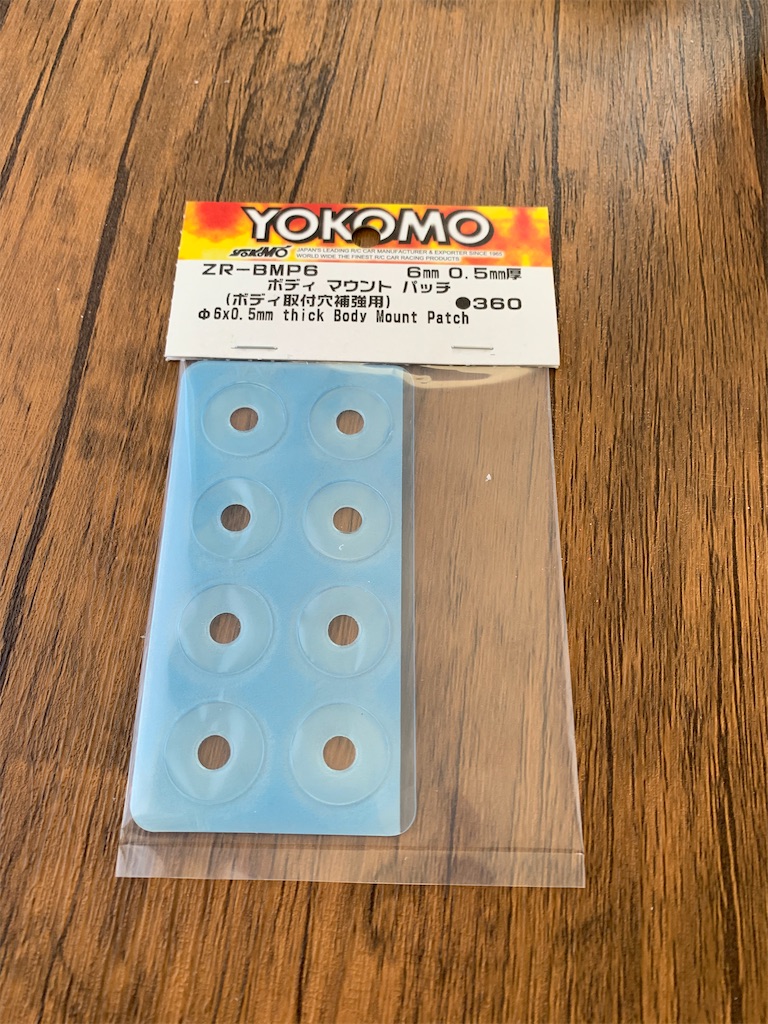 YOKOMO
YOKOMO JAPAN'S LEADING R/C CAR MANUFACTURER & EXPORTER SINCE 1965
WORLD WIDE THE FINEST R/C CAR RACING PRODUCTS
ZR-BMP6 6mm 0.5mm厚
ボディ マウント パッチ
(ボディ取付穴補強用) ●360
Φ6x0.5mm thick Body Mount Patch